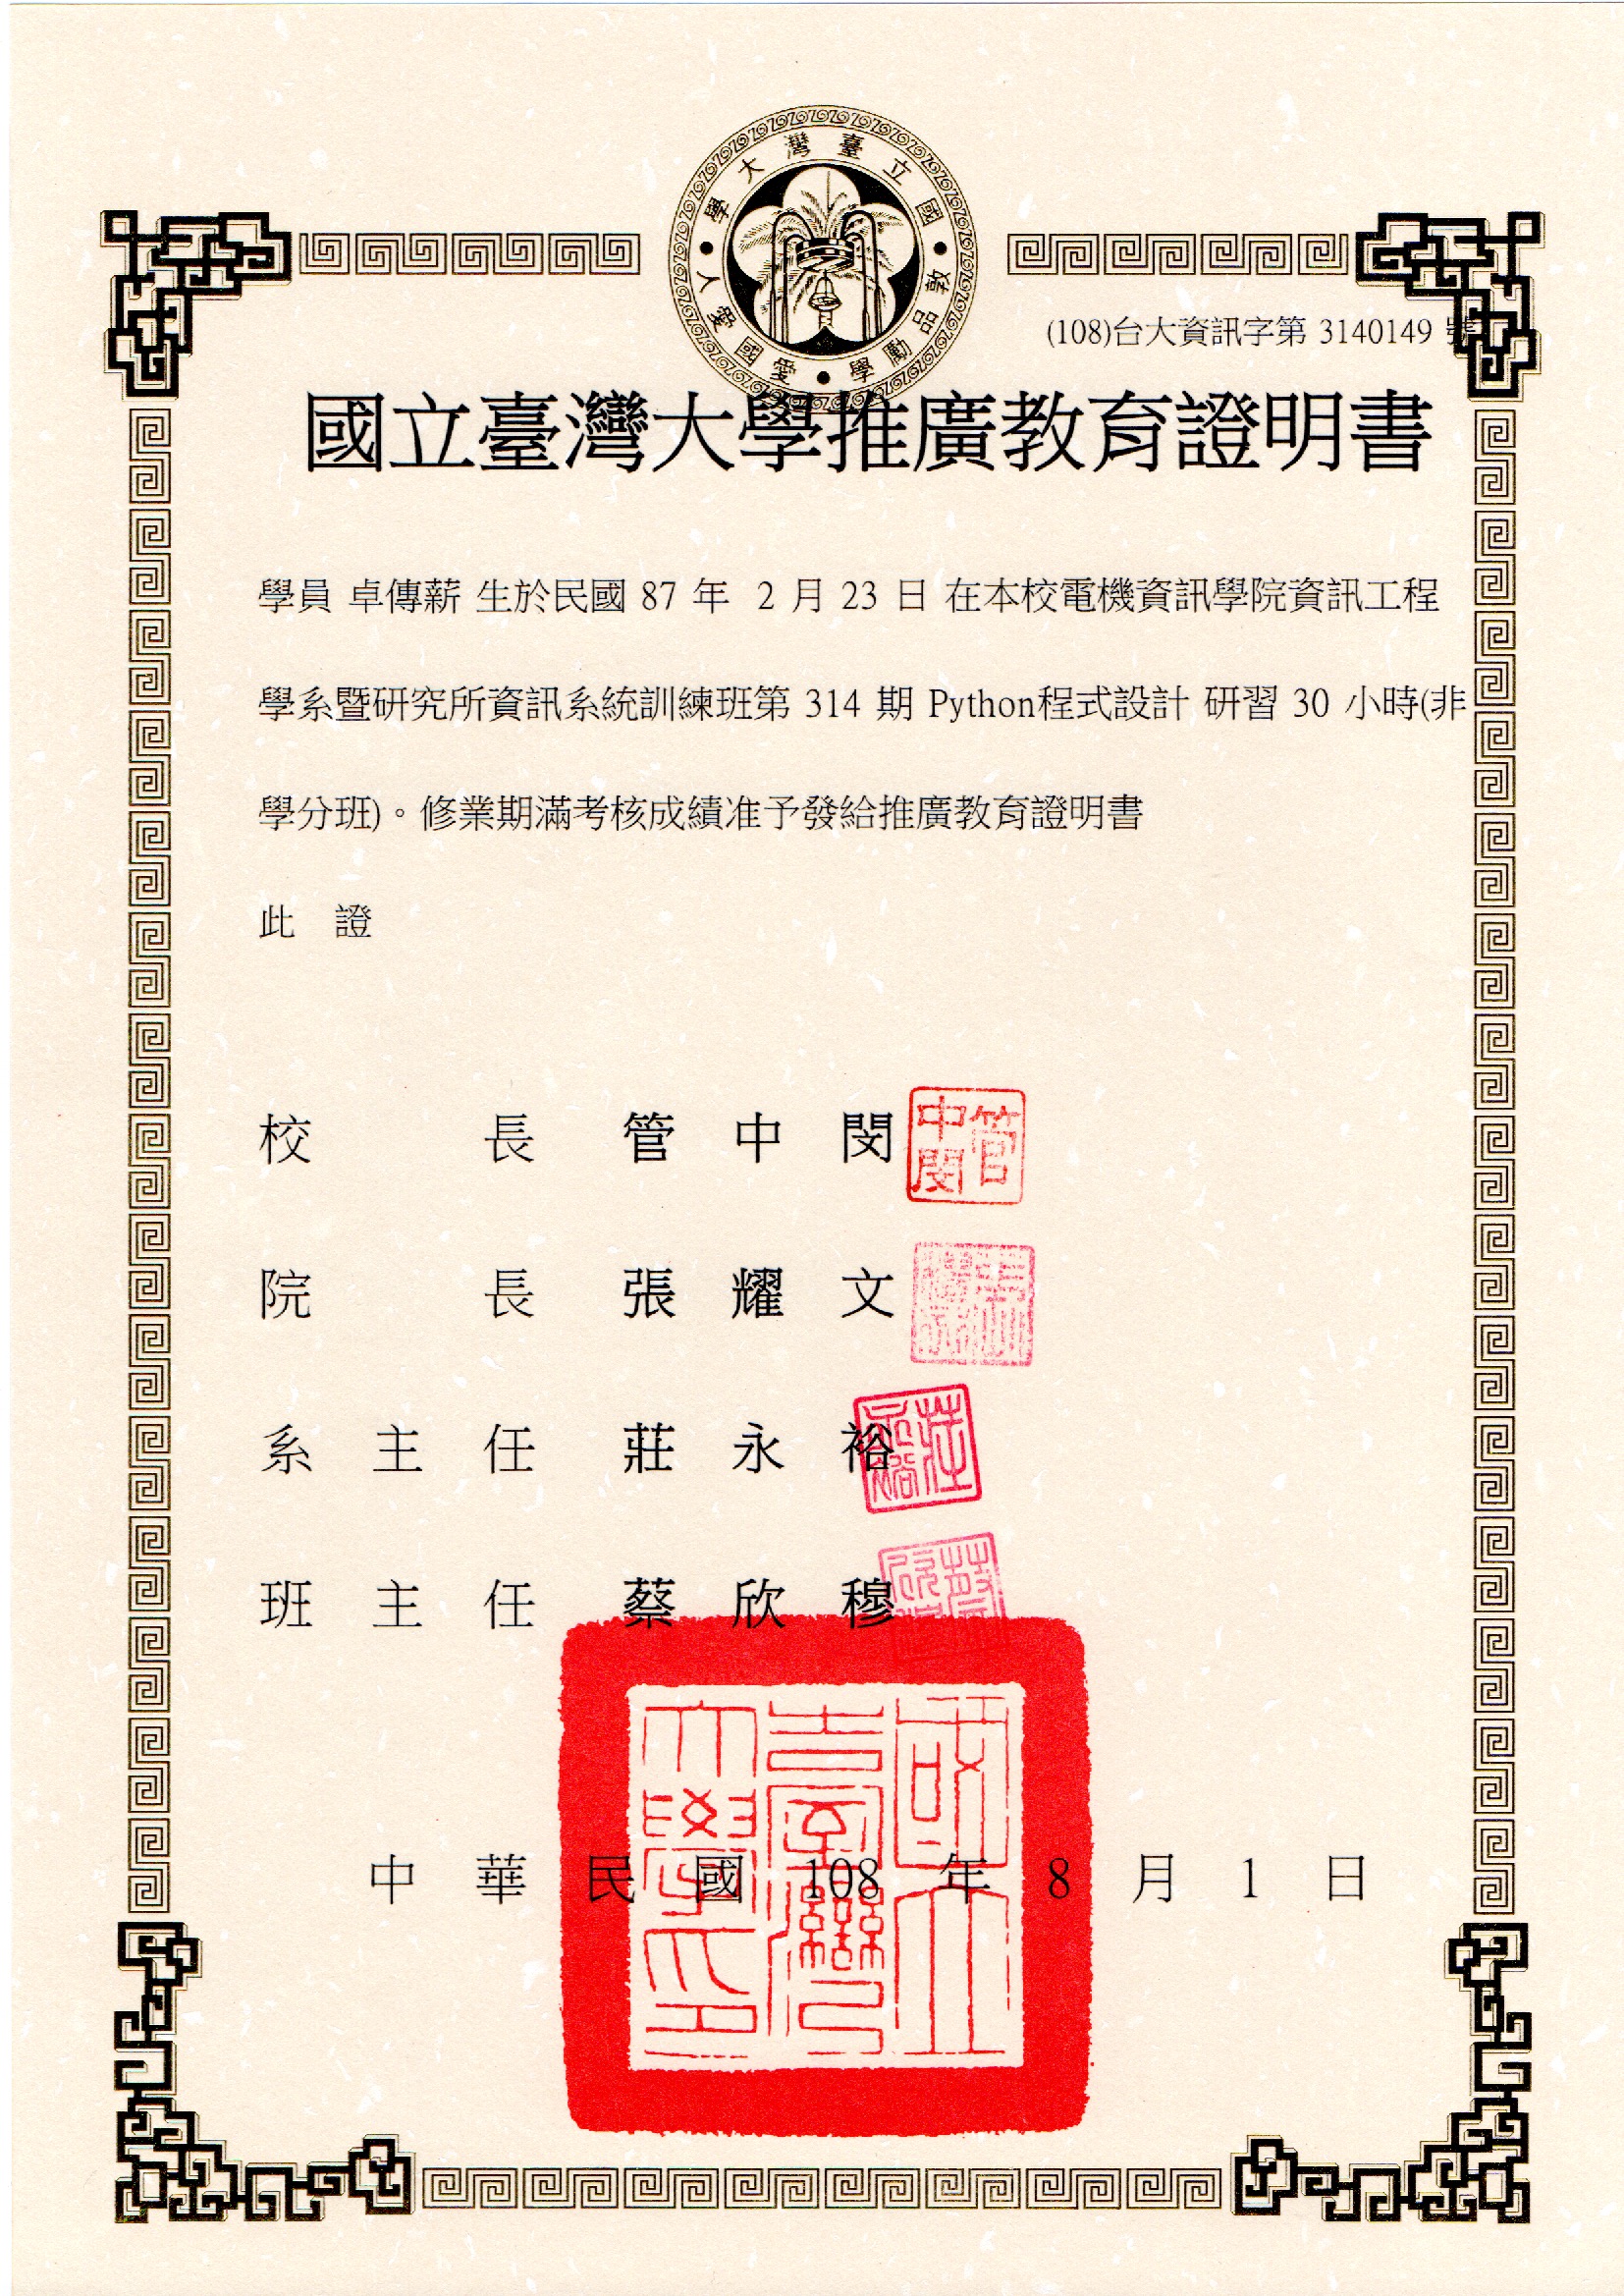 國立臺灣大學
敦品勵學 愛國愛人
(108)台大資訊字第 3140149 號
國立臺灣大學推廣教育證明書
學員 卓傳薪 生於民國 87 年 2 月 23 日 在本校電機資訊學院資訊工程
學系暨研究所資訊系統訓練班第 314 期 Python程式設計 研習 30 小時(非
學分班)。修業期滿考核成績准予發給推廣教育證明書
此 證
校 長 管 中 閔
管中閔
院 長 張 耀 文
系 主 任 莊 永 裕
莊永裕
班 主 任 蔡 欣 穆
國立臺灣大學印
中 華 民 國 108 年 8 月 1 日